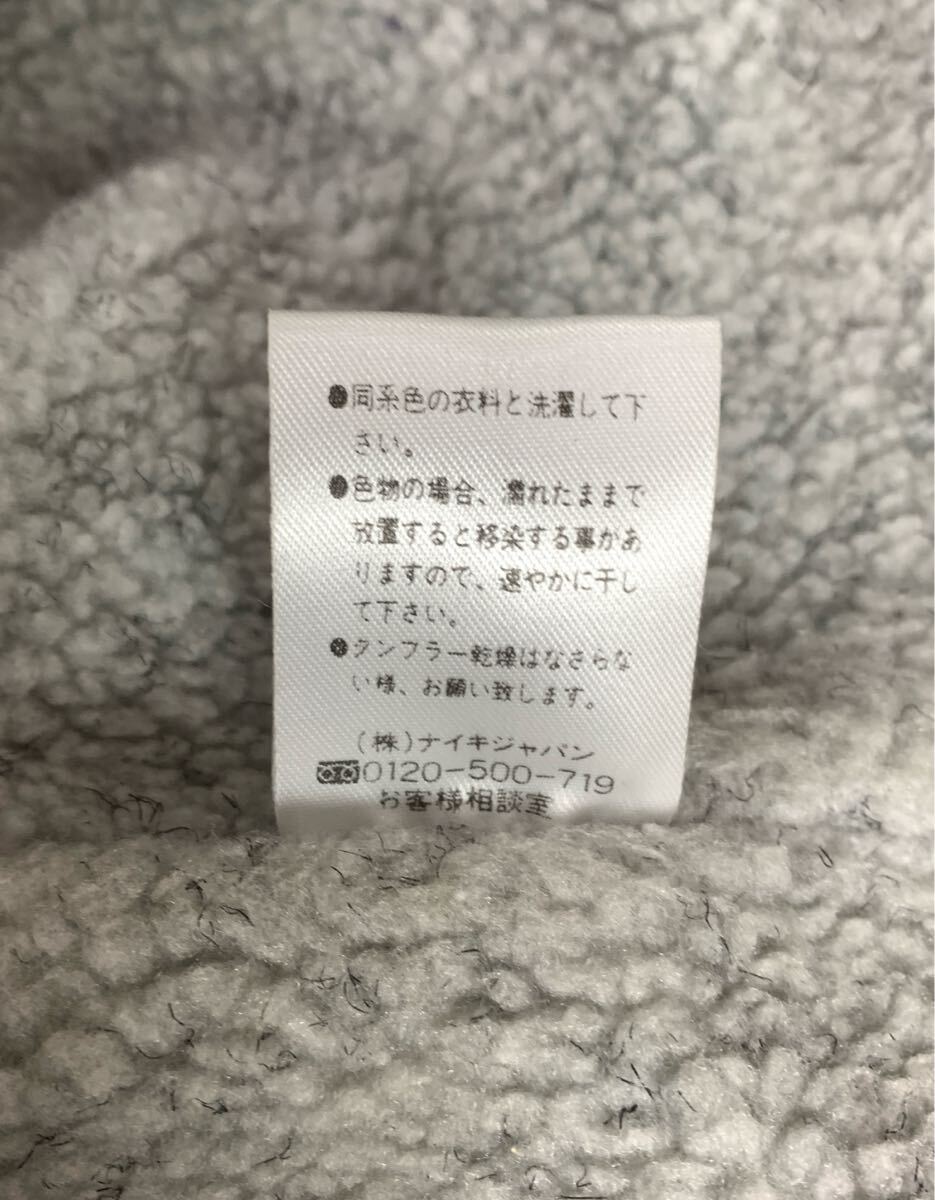 ●同系色の衣料と洗濯して下
さい。
●色物の場合、濡れたままで
放置すると移染する事があ
りますので、速やかに干し
て下さい。
●タンブラー乾燥はなさらな
い様、お願い致します。
(株)ナイキジャパン
0120-500-719
お客様相談室